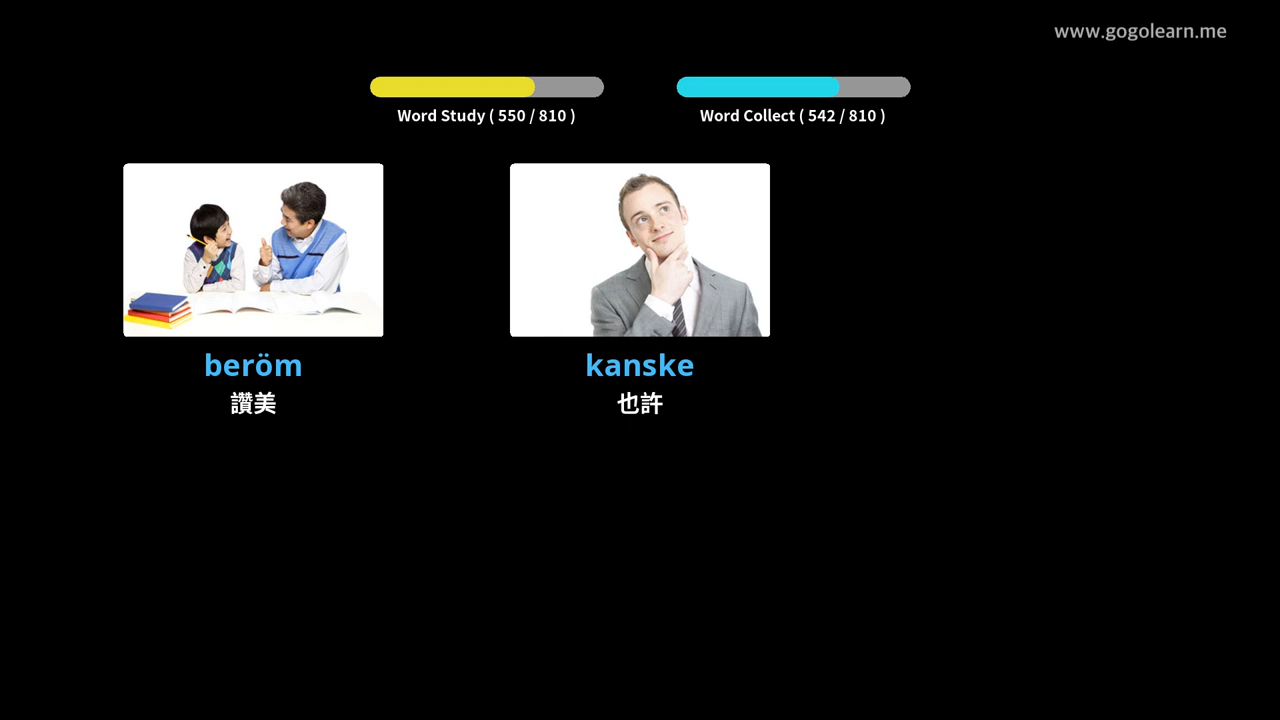 www.gogolearn.me
Word Study ( 550 / 810 )
Word Collect ( 542 / 810 )
beröm
讚美
kanske
也許